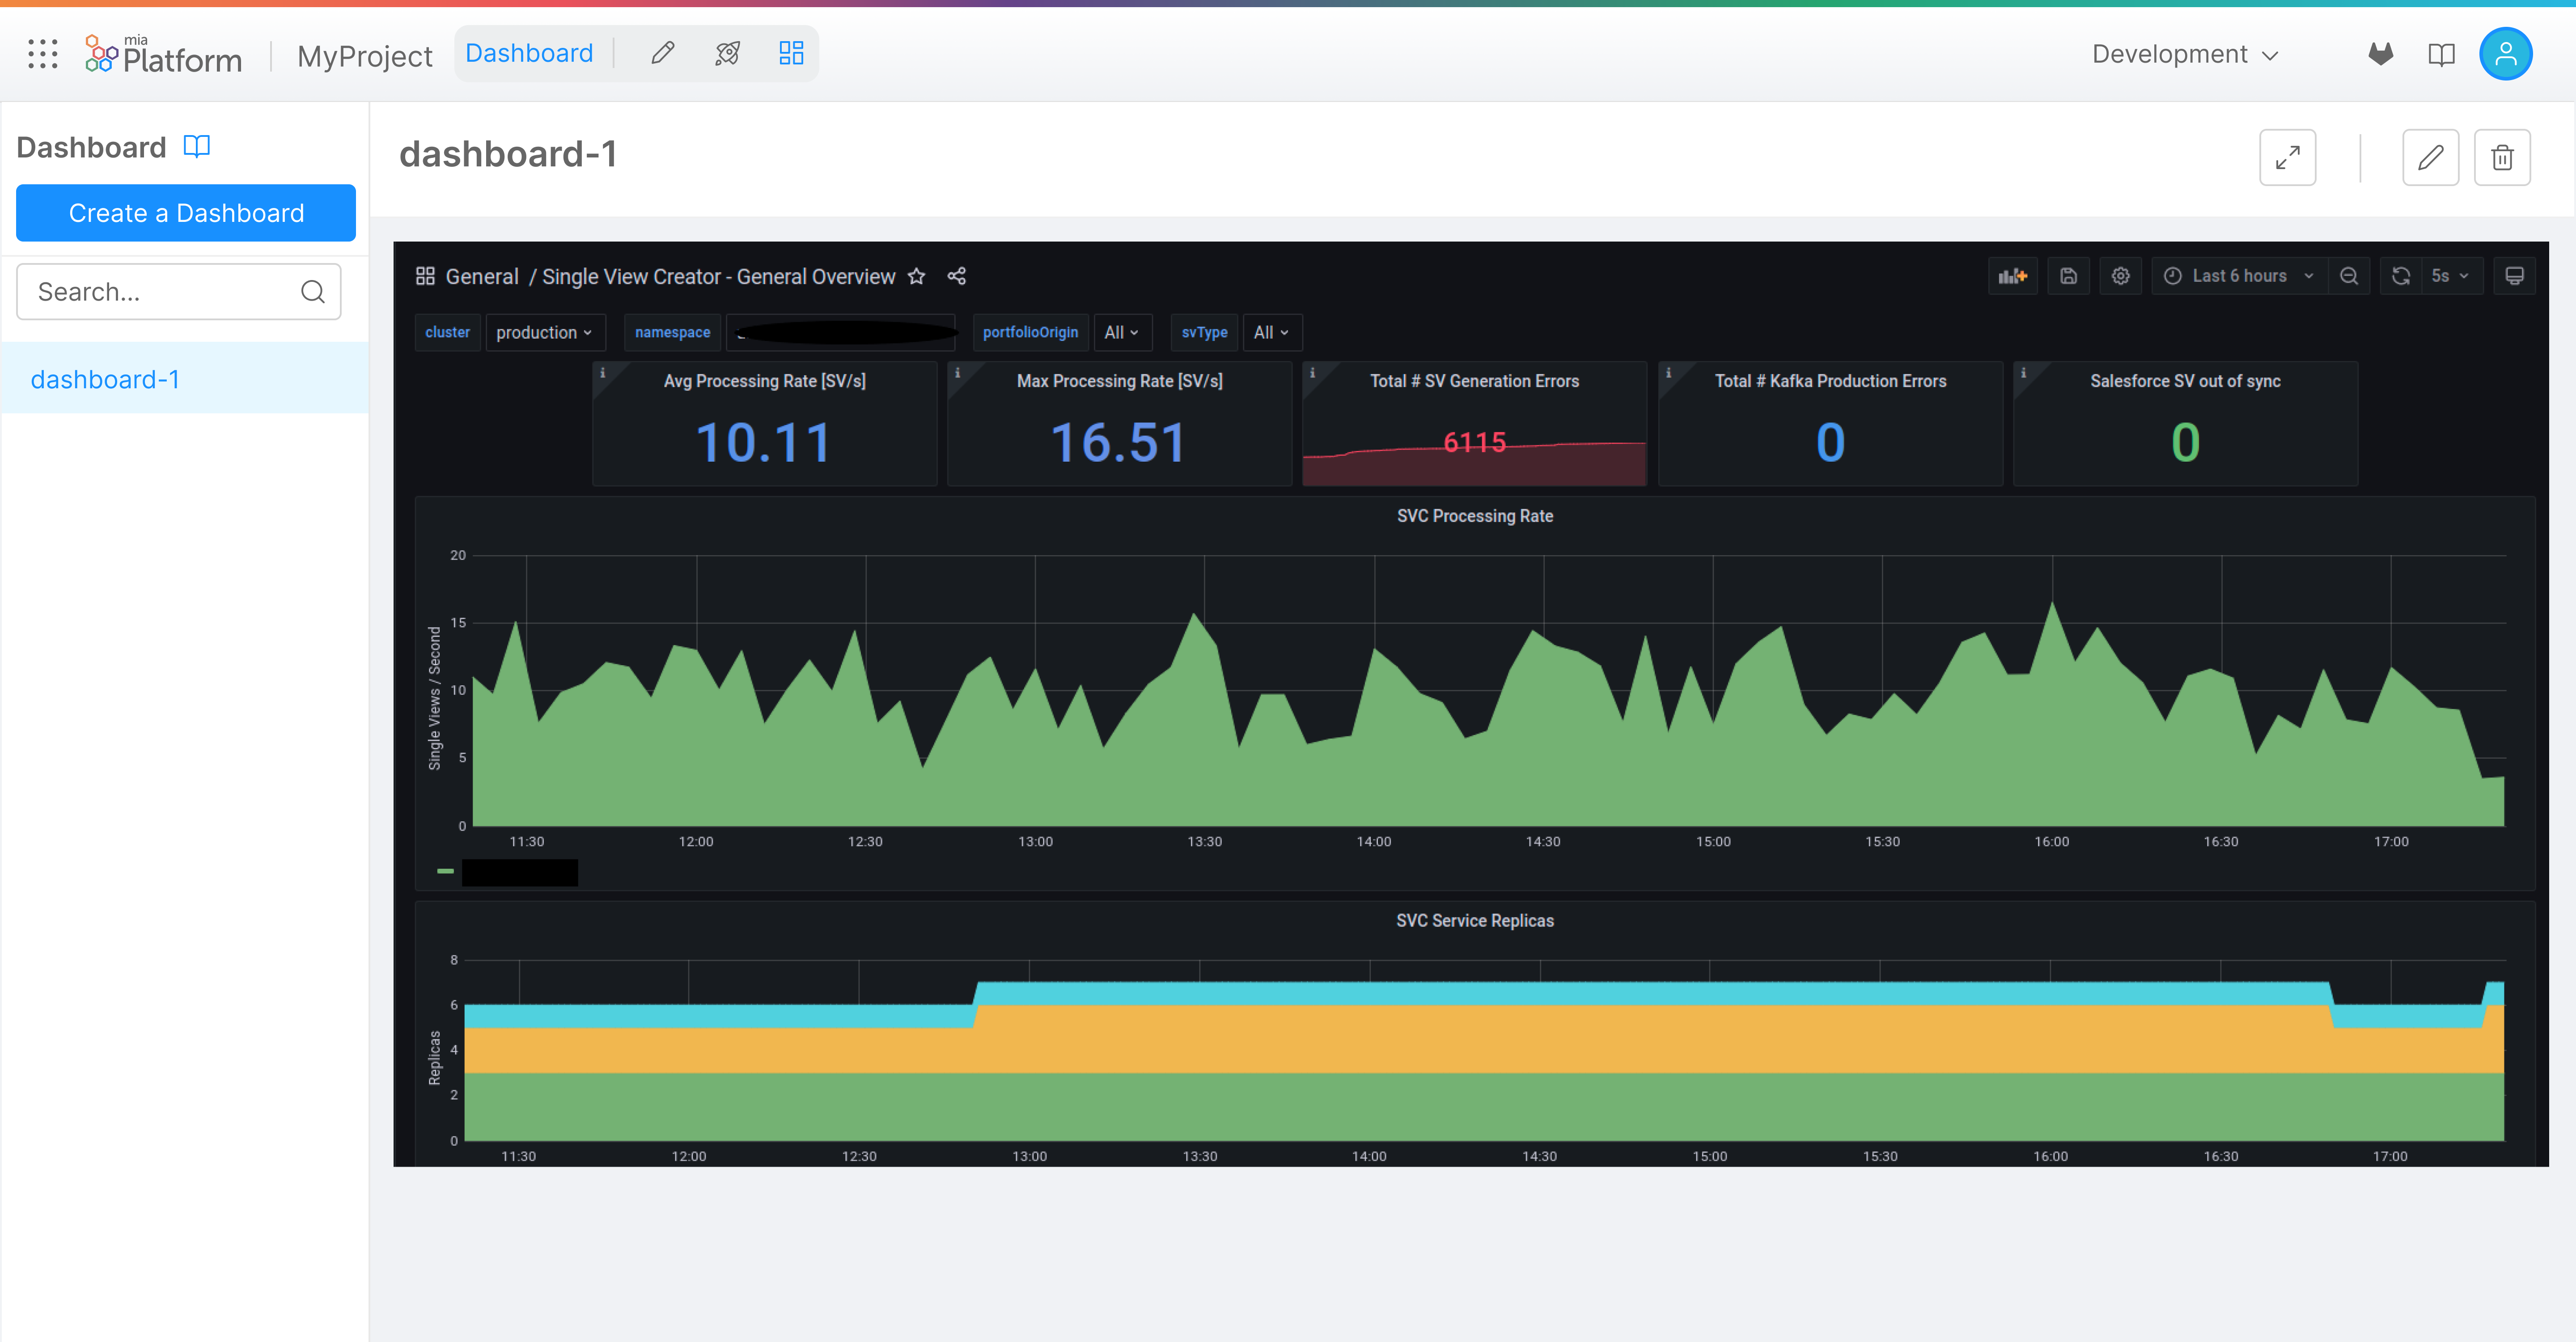 mia
Platform
MyProject
Dashboard
Development
Dashboard
Create a Dashboard
Search...
dashboard-1
dashboard-1
General / Single View Creator - General Overview
Last 6 hours
5s
cluster production namespace portfolioOrigin All svType All
Avg Processing Rate [SV/s]
10.11
Max Processing Rate [SV/s]
16.51
Total # SV Generation Errors
6115
Total # Kafka Production Errors
0
Salesforce SV out of sync
0
SVC Processing Rate
Single Views / Second
20
15
10
5
0
11:30 12:00 12:30 13:00 13:30 14:00 14:30 15:00 15:30 16:00 16:30 17:00
SVC Service Replicas
Replicas
8
6
4
2
0
11:30 12:00 12:30 13:00 13:30 14:00 14:30 15:00 15:30 16:00 16:30 17:00